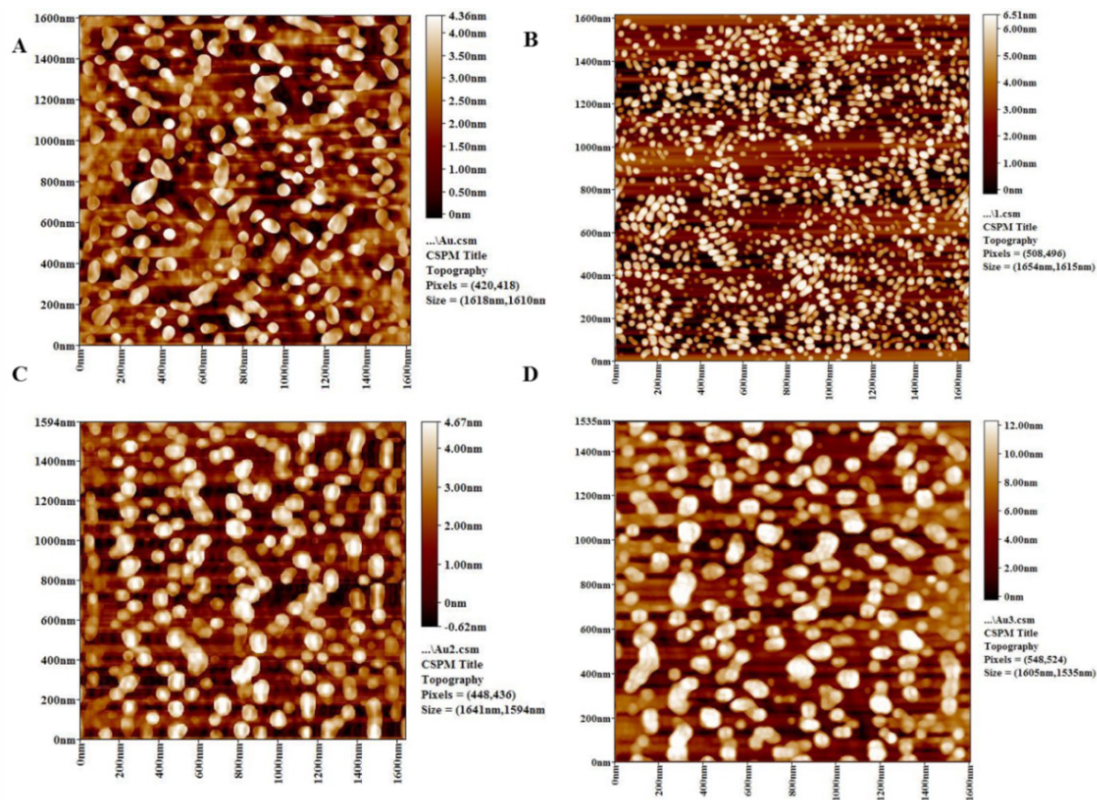 A
1600nm
1400nm
1200nm
1000nm
800nm
600nm
400nm
200nm
0nm
0nm
200nm
400nm
600nm
800nm
1000nm
1200nm
1400nm
1600nm
4.36nm
4.00nm
3.50nm
3.00nm
2.50nm
2.00nm
1.50nm
1.00nm
0.50nm
0nm
...\Au.csm
CSPM Title
Topography
Pixels = (420,418)
Size = (1618nm,1610nm
B
1600nm
1400nm
1200nm
1000nm
800nm
600nm
400nm
200nm
0nm
0nm
200nm
400nm
600nm
800nm
1000nm
1200nm
1400nm
1600nm
6.51nm
6.00nm
5.00nm
4.00nm
3.00nm
2.00nm
1.00nm
0nm
...\1.csm
CSPM Title
Topography
Pixels = (508,496)
Size = (1654nm,1615nm)
C
1594nm
1400nm
1200nm
1000nm
800nm
600nm
400nm
200nm
0nm
0nm
200nm
400nm
600nm
800nm
1000nm
1200nm
1400nm
1600nm
4.67nm
4.00nm
3.00nm
2.00nm
1.00nm
0nm
-0.62nm
...\Au2.csm
CSPM Title
Topography
Pixels = (448,436)
Size = (1641nm,1594nm
D
1535nm
1400nm
1200nm
1000nm
800nm
600nm
400nm
200nm
0nm
0nm
200nm
400nm
600nm
800nm
1000nm
1200nm
1400nm
1600nm
12.00nm
10.00nm
8.00nm
6.00nm
4.00nm
2.00nm
0nm
...\Au3.csm
CSPM Title
Topography
Pixels = (548,524)
Size = (1605nm,1535nm)